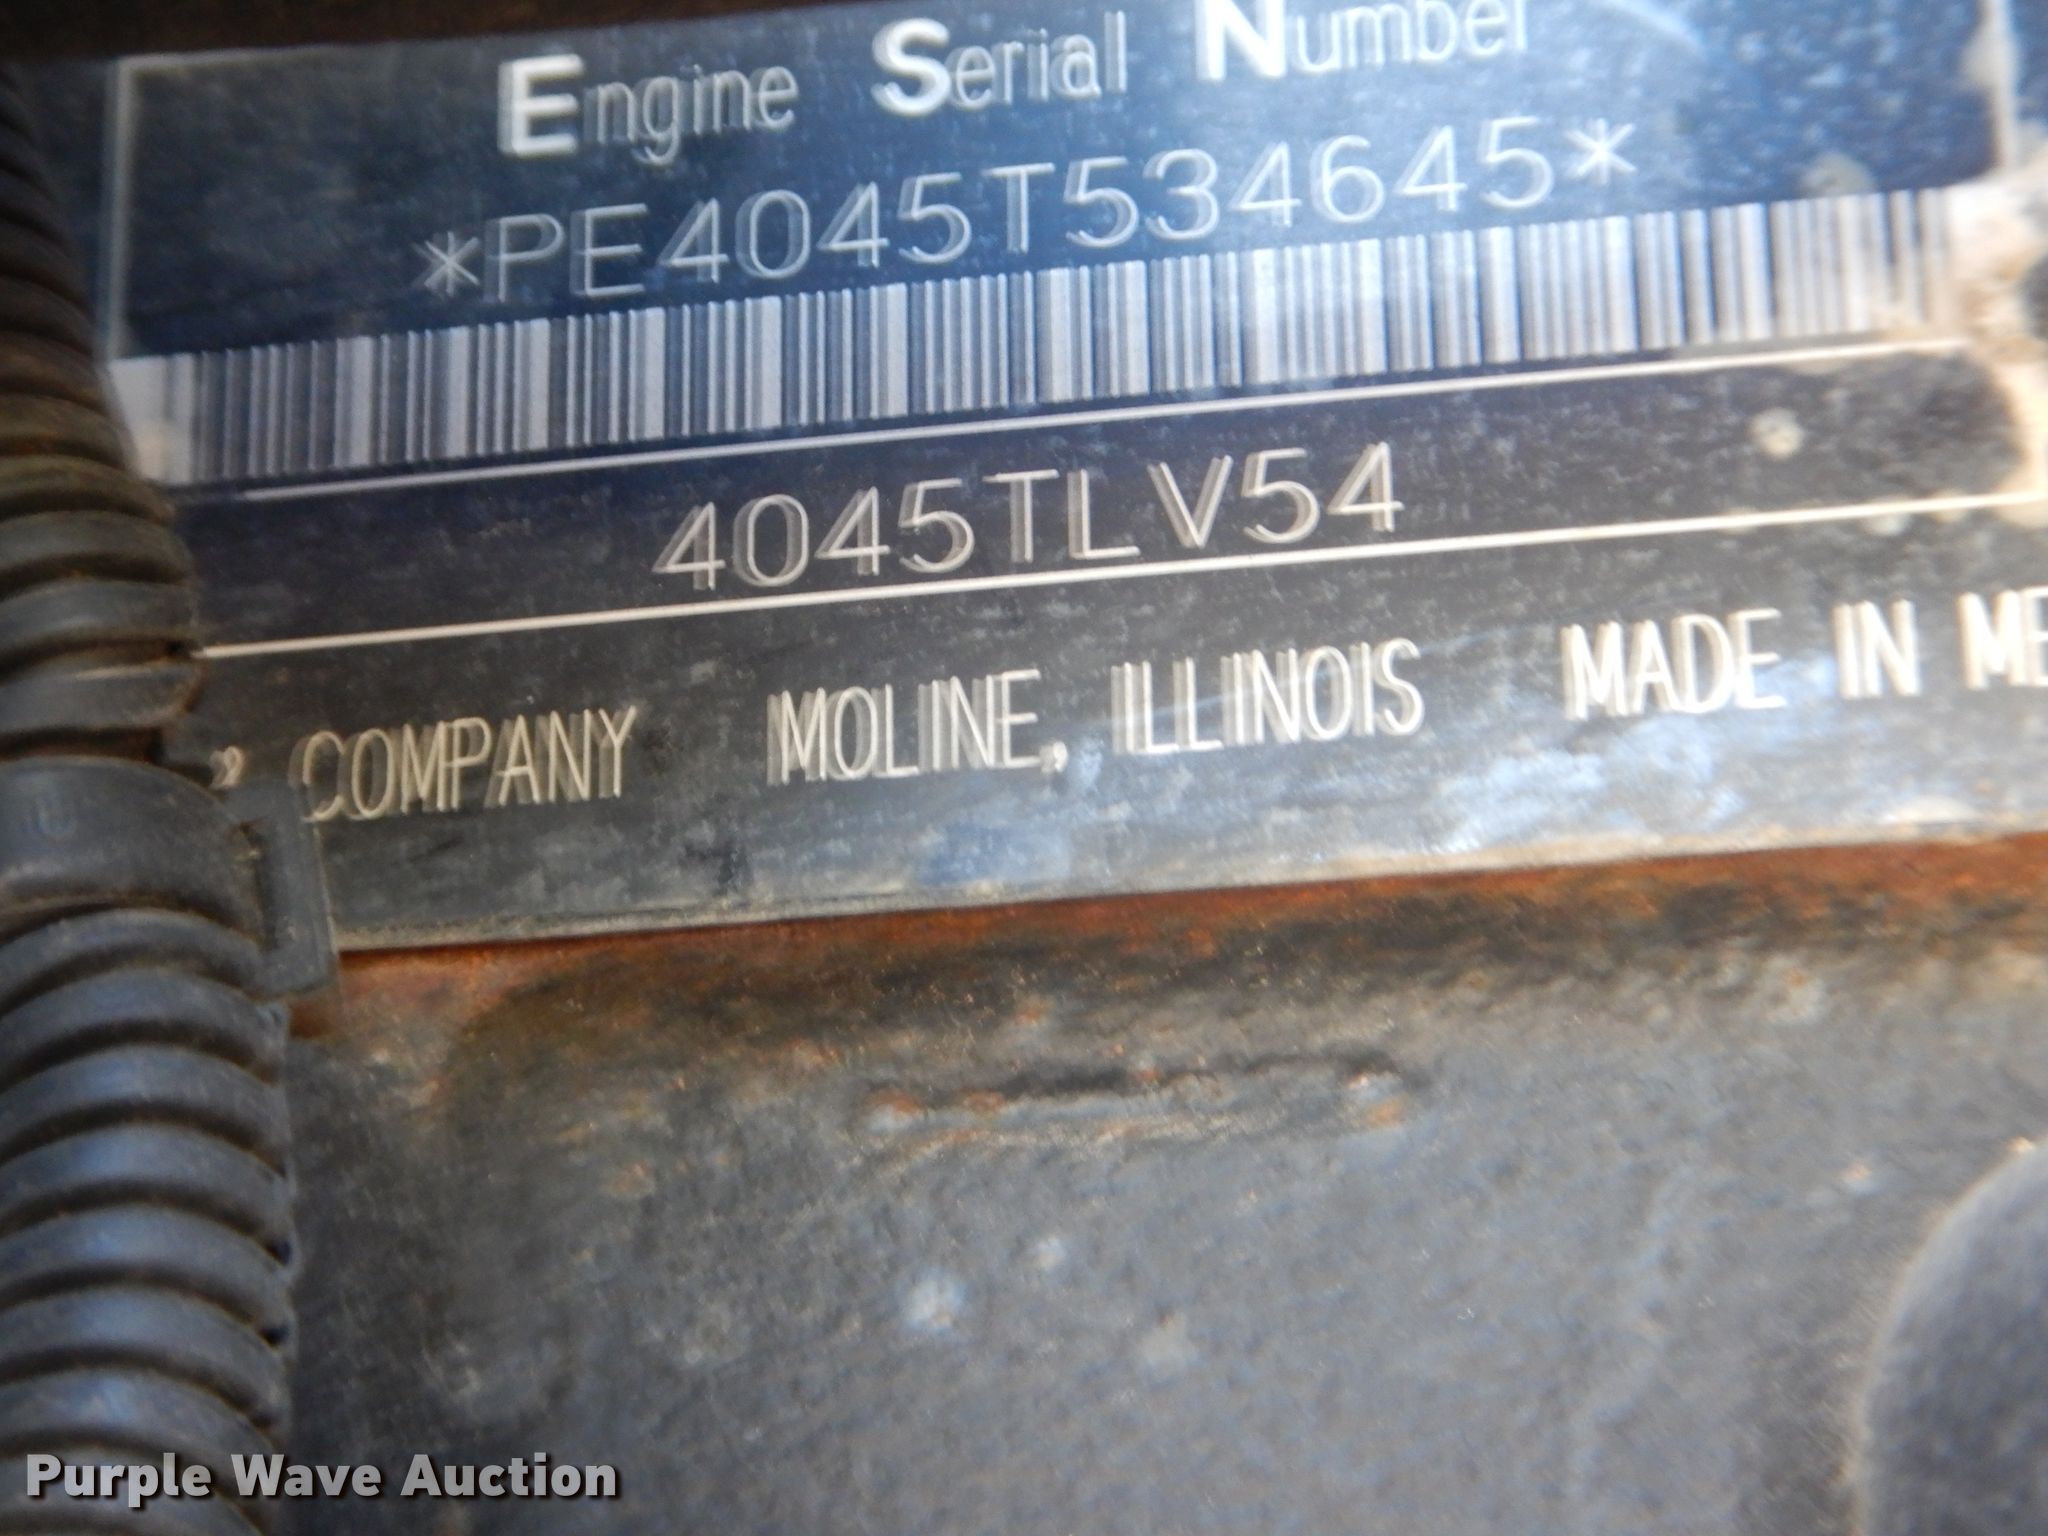 Engine Serial Number
*PE4045T534645*
4045TLV54
COMPANY MOLINE, ILLINOIS MADE IN
Purple Wave Auction